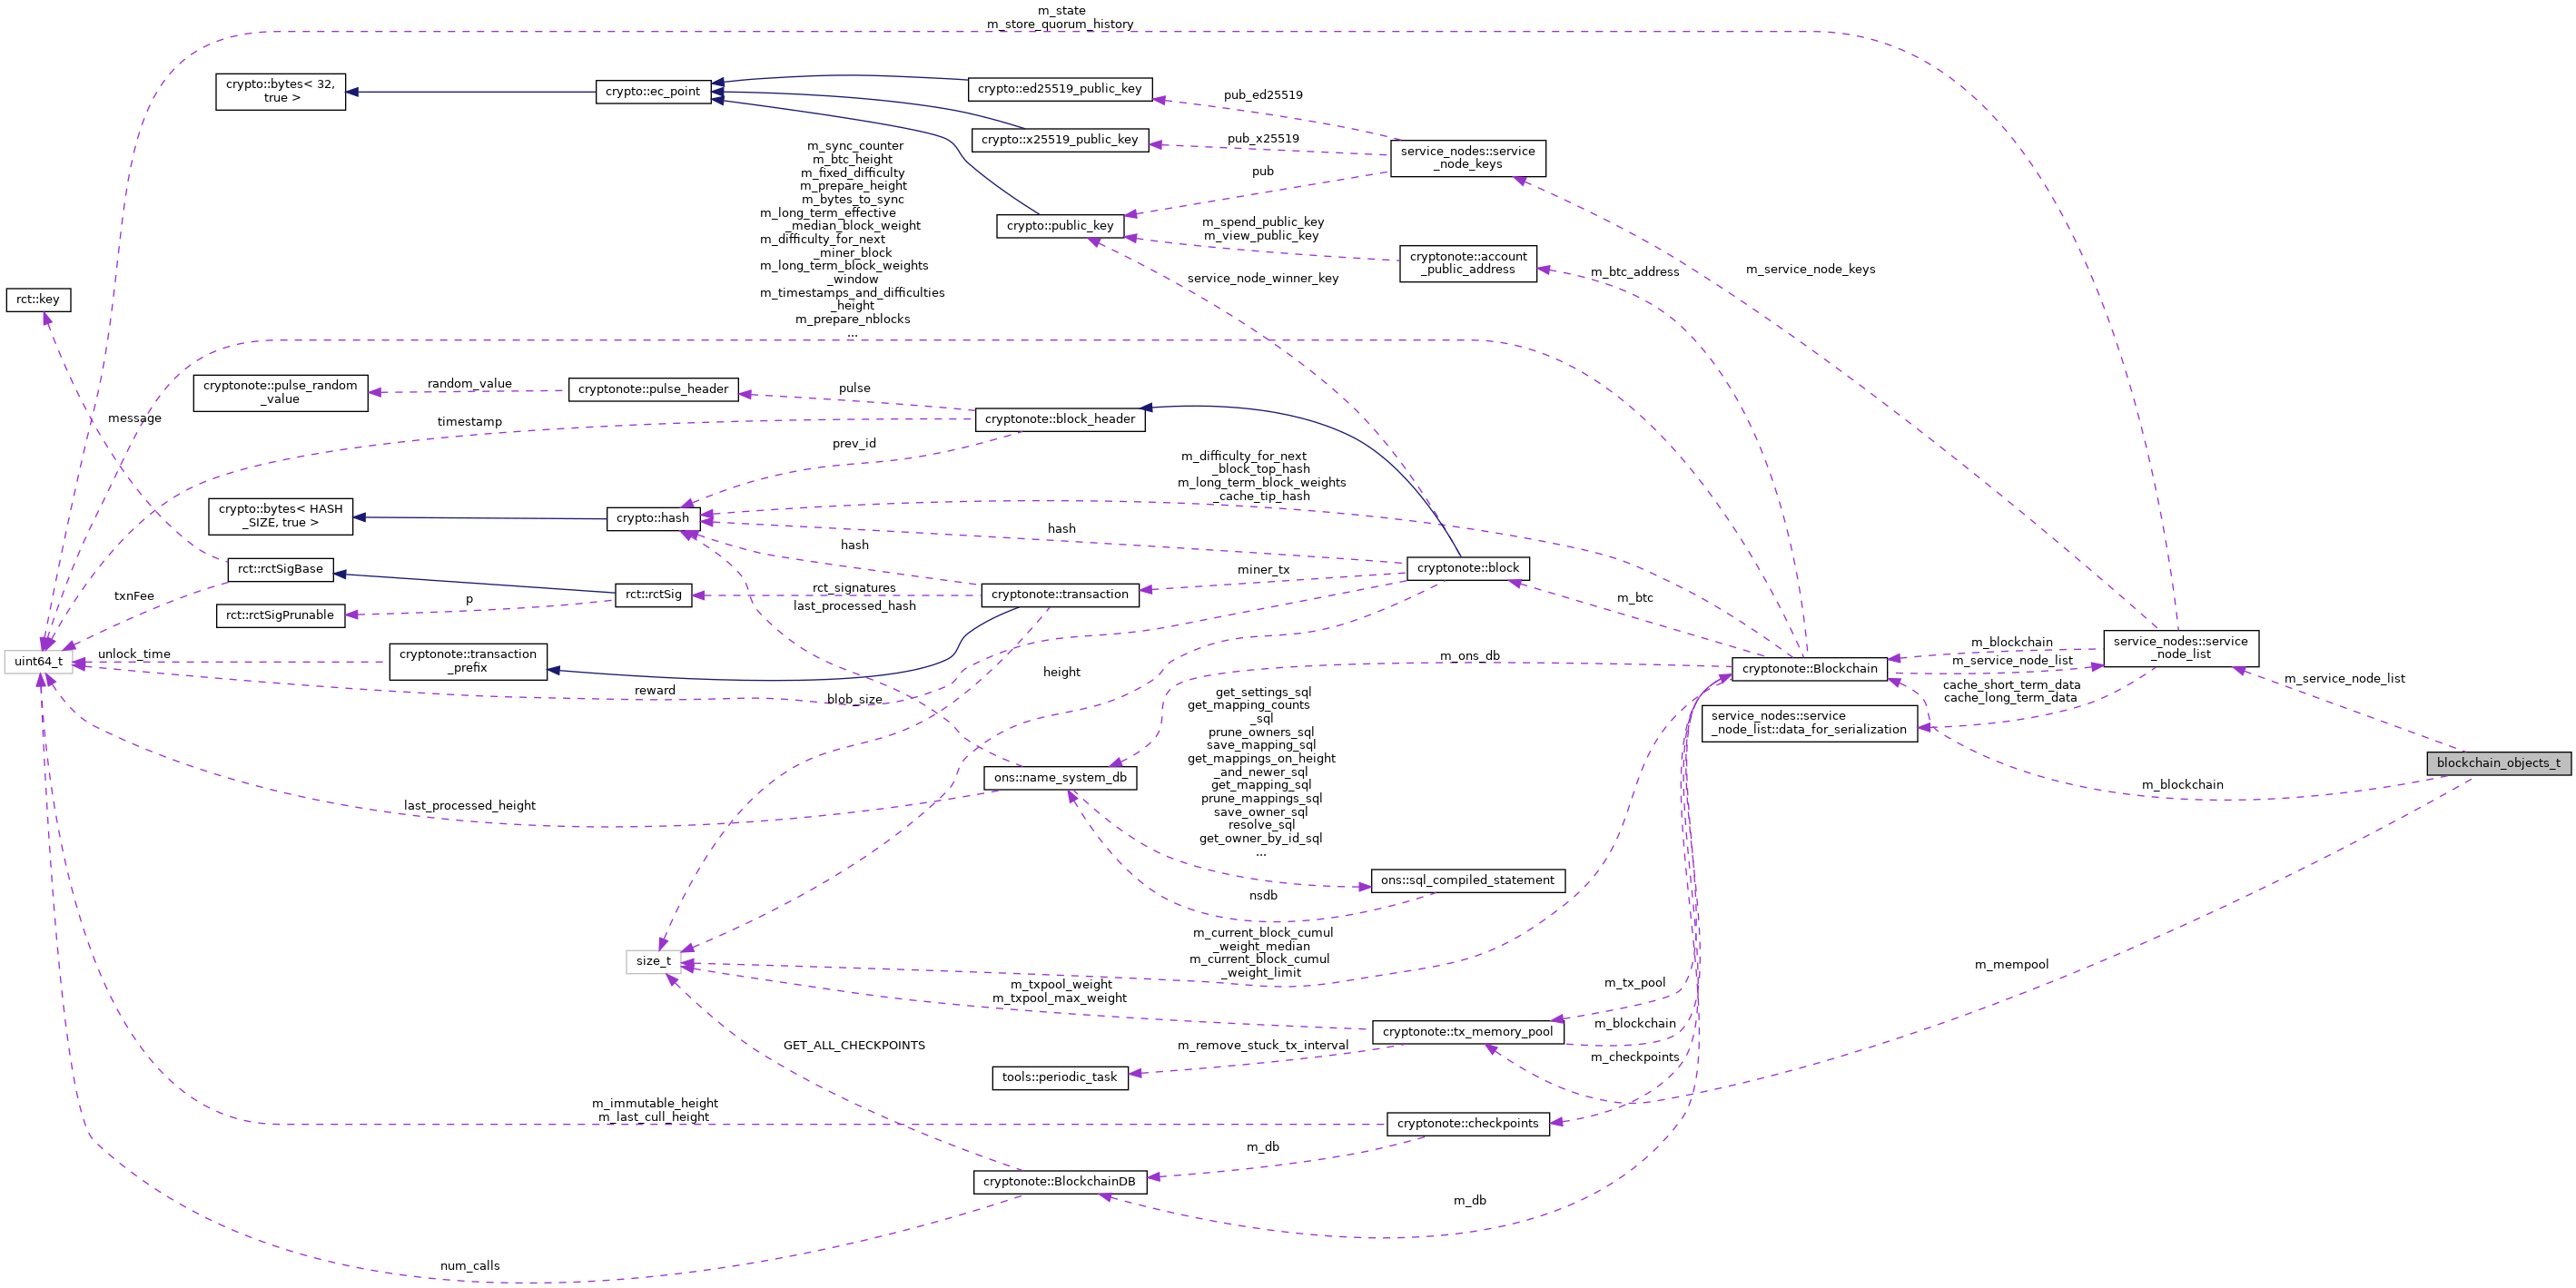 m_state
m_store_quorum_history
crypto::bytes< 32,
true >
crypto::ec_point
crypto::ed25519_public_key
pub_ed25519
crypto::x25519_public_key
pub_x25519
service_nodes::service
_node_keys
pub
m_sync_counter
m_btc_height
m_fixed_difficulty
m_prepare_height
m_bytes_to_sync
m_long_term_effective
_median_block_weight
m_difficulty_for_next
_miner_block
m_long_term_block_weights
_window
m_timestamps_and_difficulties
_height
m_prepare_nblocks
...
crypto::public_key
m_spend_public_key
m_view_public_key
cryptonote::account
_public_address
m_btc_address
m_service_node_keys
service_node_winner_key
rct::key
cryptonote::pulse_random
_value
random_value
cryptonote::pulse_header
pulse
message
timestamp
cryptonote::block_header
prev_id
m_difficulty_for_next
_block_top_hash
m_long_term_block_weights
_cache_tip_hash
crypto::bytes< HASH
_SIZE, true >
crypto::hash
hash
hash
rct::rctSigBase
cryptonote::block
miner_tx
txnFee
rct::rctSig
rct_signatures
cryptonote::transaction
m_btc
p
last_processed_hash
rct::rctSigPrunable
uint64_t
unlock_time
cryptonote::transaction
_prefix
service_nodes::service
_node_list
m_blockchain
m_service_node_list
cryptonote::Blockchain
m_ons_db
height
m_service_node_list
cache_short_term_data
cache_long_term_data
reward
blob_size
get_settings_sql
get_mapping_counts
_sql
prune_owners_sql
save_mapping_sql
get_mappings_on_height
_and_newer_sql
get_mapping_sql
prune_mappings_sql
save_owner_sql
resolve_sql
get_owner_by_id_sql
...
service_nodes::service
_node_list::data_for_serialization
blockchain_objects_t
ons::name_system_db
m_blockchain
last_processed_height
ons::sql_compiled_statement
nsdb
m_current_block_cumul
_weight_median
m_current_block_cumul
_weight_limit
size_t
m_mempool
m_txpool_weight
m_txpool_max_weight
m_tx_pool
cryptonote::tx_memory_pool
m_blockchain
GET_ALL_CHECKPOINTS
m_remove_stuck_tx_interval
m_checkpoints
tools::periodic_task
m_immutable_height
m_last_cull_height
cryptonote::checkpoints
m_db
cryptonote::BlockchainDB
m_db
num_calls